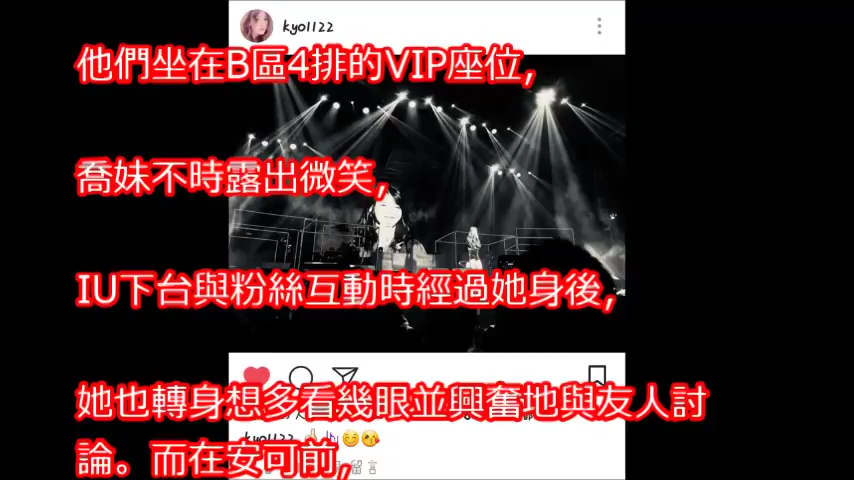 kyo1122
他們坐在B區4排的VIP座位,
喬妹不時露出微笑,
IU下台與粉絲互動時經過她身後,
她也轉身想多看幾眼並興奮地與友人討
論。而在安可前,
kyo1122 👍🏻🎶😊😘
留言